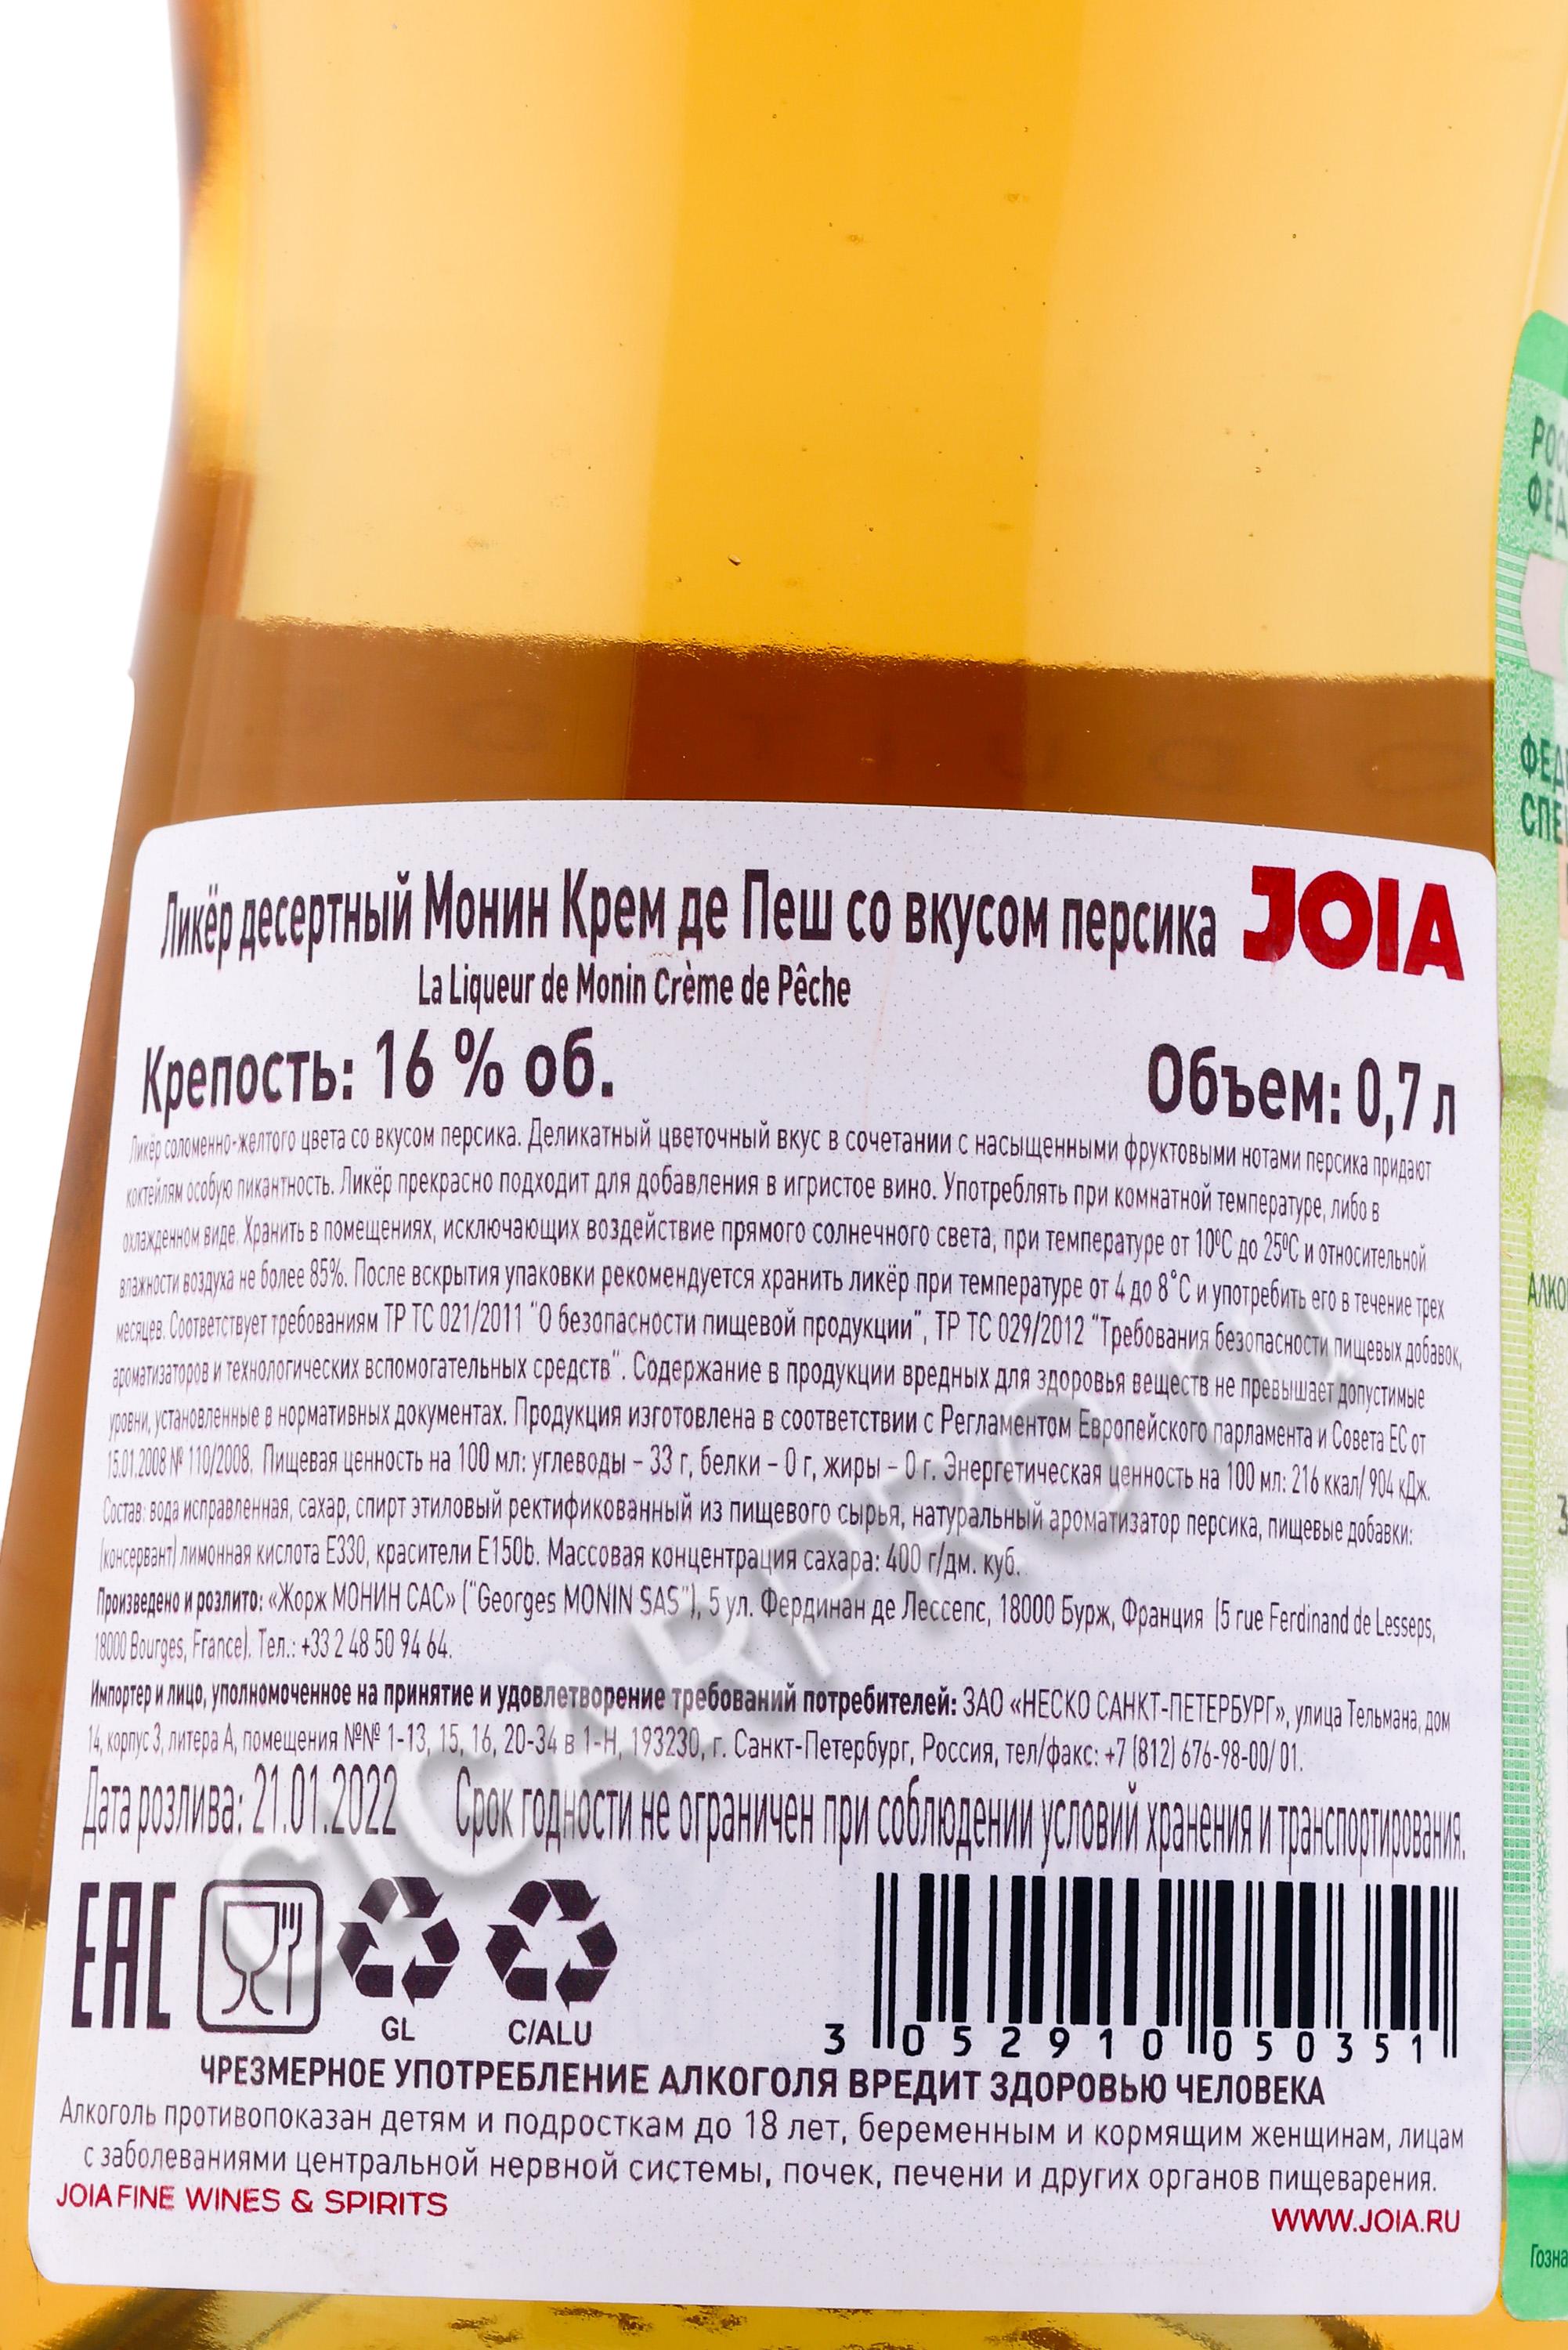 Ликёр десертный Монин Крем де Пеш со вкусом персика JOIA
La Liqueur de Monin Crème de Pêche
Крепость: 16 % об. Объем: 0,7 л
Ликёр соломенно-желтого цвета со вкусом персика. Деликатный цветочный вкус в сочетании с насыщенными фруктовыми нотами персика придают
коктейлям особую пикантность. Ликёр прекрасно подходит для добавления в игристое вино. Употреблять при комнатной температуре, либо в
охлажденном виде. Хранить в помещениях, исключающих воздействие прямого солнечного света, при температуре от 10⁰С до 25⁰С и относительной
влажности воздуха не более 85%. После вскрытия упаковки рекомендуется хранить ликёр при температуре от 4 до 8˚С и употребить его в течение трех
месяцев. Соответствует требованиям ТР ТС 021/2011 "О безопасности пищевой продукции", ТР ТС 029/2012 "Требования безопасности пищевых добавок,
ароматизаторов и технологических вспомогательных средств". Содержание в продукции вредных для здоровья веществ не превышает допустимые
уровни, установленные в нормативных документах. Продукция изготовлена в соответствии с Регламентом Европейского парламента и Совета ЕС от
15.01.2008 № 110/2008. Пищевая ценность на 100 мл: углеводы – 33 г, белки – 0 г, жиры – 0 г. Энергетическая ценность на 100 мл: 216 ккал/ 904 кДж.
Состав: вода исправленная, сахар, спирт этиловый ректификованный из пищевого сырья, натуральный ароматизатор персика, пищевые добавки:
(консервант) лимонная кислота Е330, красители Е150b. Массовая концентрация сахара: 400 г/дм. куб.
Произведено и розлито: «Жорж МОНИН САС» ("Georges MONIN SAS"), 5 ул. Фердинан де Лессепс, 18000 Бурж, Франция (5 rue Ferdinand de Lesseps,
18000 Bourges, France). Тел.: +33 2 48 50 94 64.
Импортер и лицо, уполномоченное на принятие и удовлетворение требований потребителей: ЗАО «НЕСКО САНКТ-ПЕТЕРБУРГ», улица Тельмана, дом
14, корпус 3, литера А, помещения №№ 1-13, 15, 16, 20-34 в 1-Н, 193230, г. Санкт-Петербург, Россия, тел/факс: +7 (812) 676-98-00/ 01.
Дата розлива: 21.01.2022 Срок годности не ограничен при соблюдении условий хранения и транспортирования.
EAC
GL C/ALU
3 052910 050351
ЧРЕЗМЕРНОЕ УПОТРЕБЛЕНИЕ АЛКОГОЛЯ ВРЕДИТ ЗДОРОВЬЮ ЧЕЛОВЕКА
Алкоголь противопоказан детям и подросткам до 18 лет, беременным и кормящим женщинам, лицам
с заболеваниями центральной нервной системы, почек, печени и других органов пищеварения.
JOIA FINE WINES & SPIRITS WWW.JOIA.RU
CIGARPRO.ru